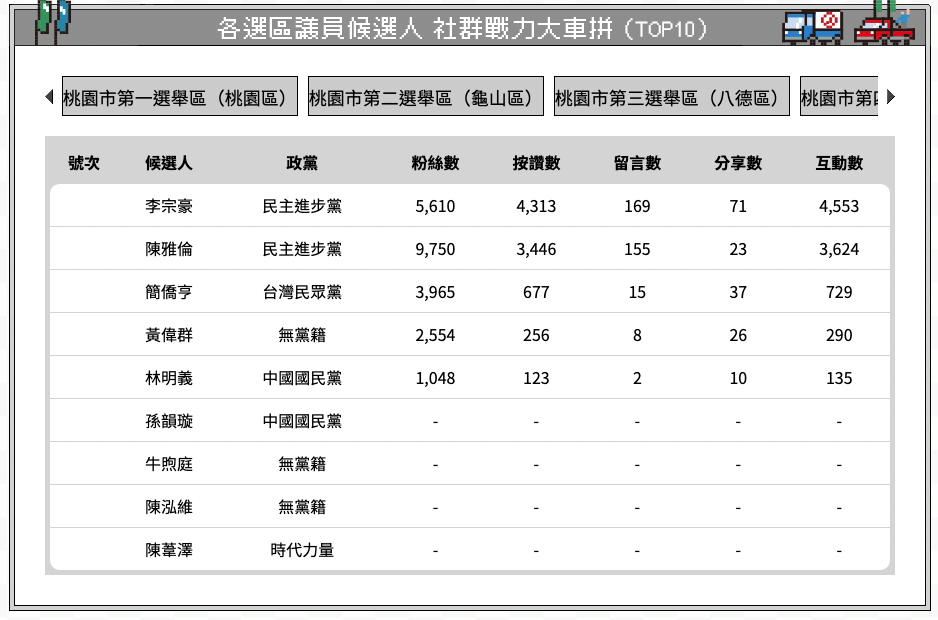 各選區議員候選人 社群戰力大車拼（TOP10）
桃園市第一選舉區（桃園區） 桃園市第二選舉區（龜山區） 桃園市第三選舉區（八德區） 桃園市第
號次 候選人 政黨 粉絲數 按讚數 留言數 分享數 互動數
李宗豪 民主進步黨 5,610 4,313 169 71 4,553
陳雅倫 民主進步黨 9,750 3,446 155 23 3,624
簡僑亨 台灣民眾黨 3,965 677 15 37 729
黃偉群 無黨籍 2,554 256 8 26 290
林明義 中國國民黨 1,048 123 2 10 135
孫韻璇 中國國民黨 - - - - -
牛煦庭 無黨籍 - - - - -
陳泓維 無黨籍 - - - - -
陳葦澤 時代力量 - - - - -